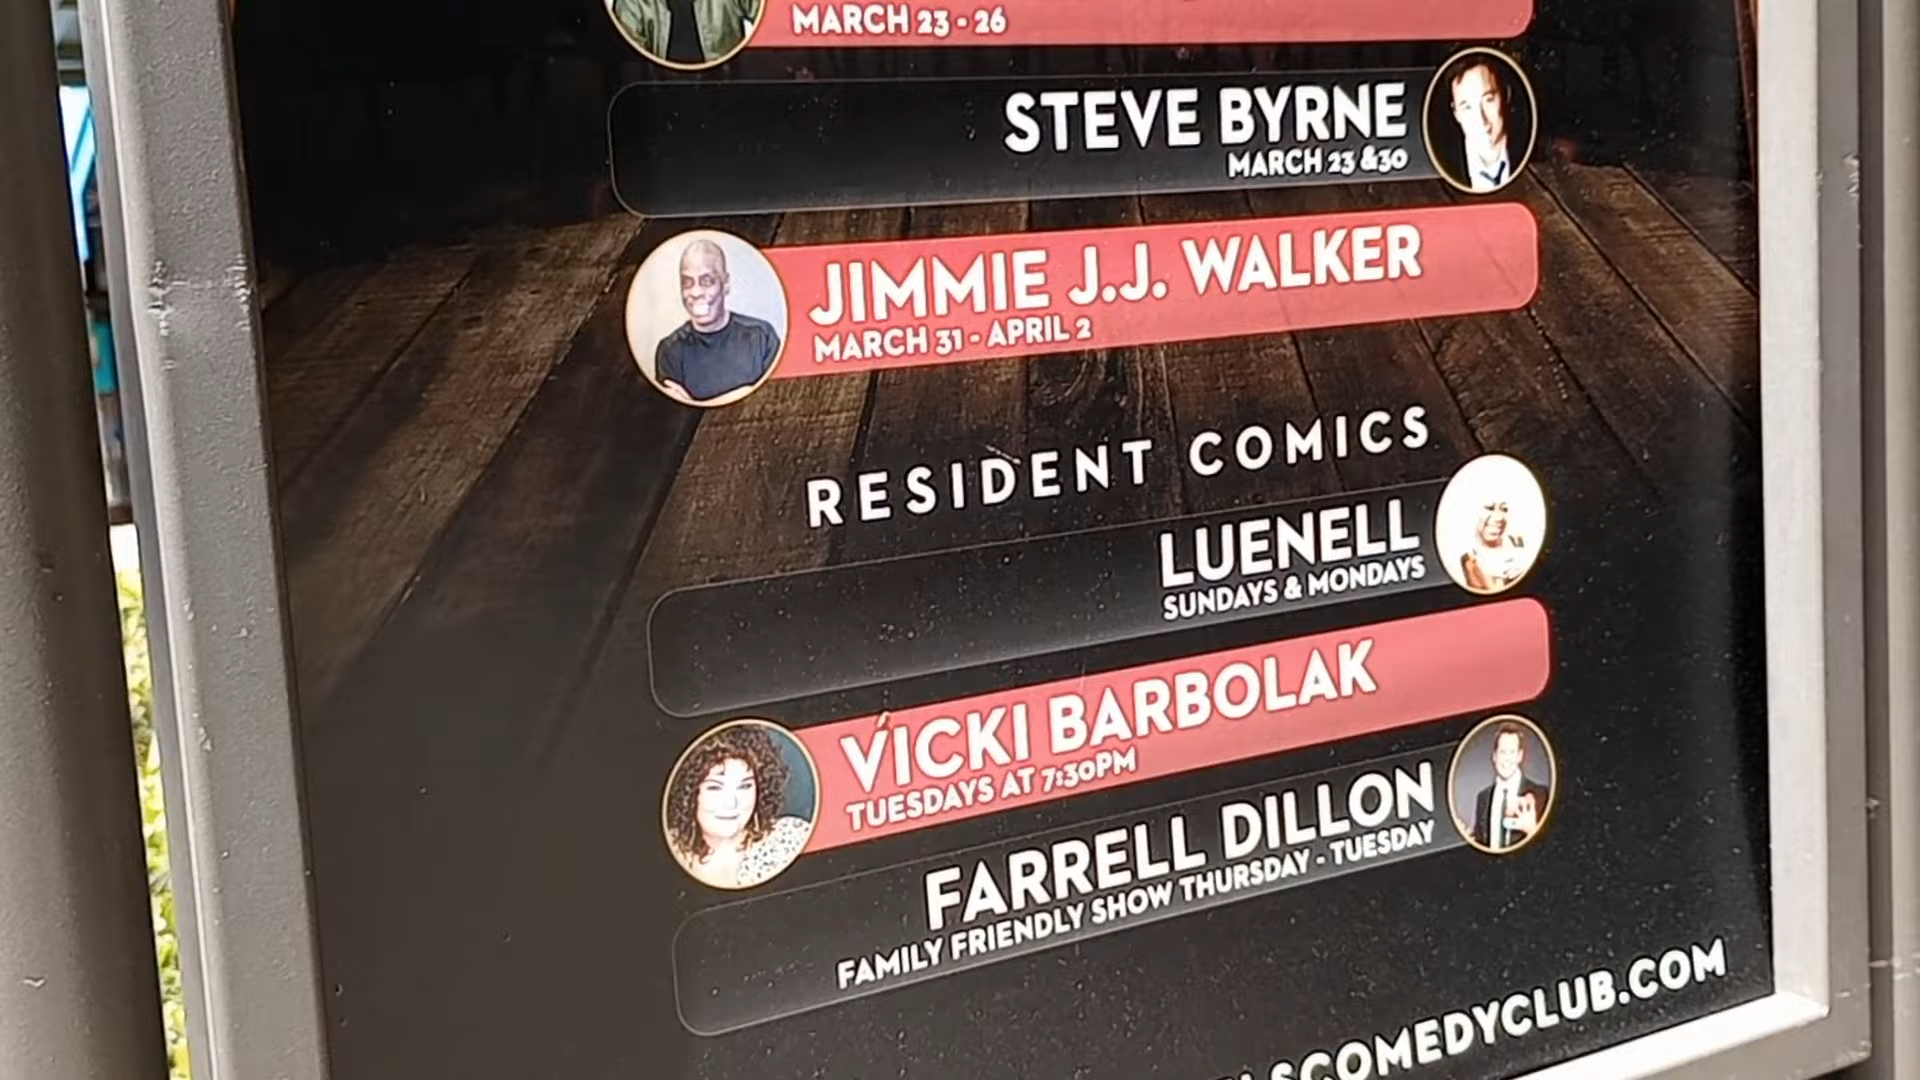 MARCH 23 - 26
STEVE BYRNE
MARCH 23 &30
JIMMIE J.J. WALKER
MARCH 31 - APRIL 2
RESIDENT COMICS
LUENELL
SUNDAYS & MONDAYS
VICKI BARBOLAK
TUESDAYS AT 7:30PM
FARRELL DILLON
FAMILY FRIENDLY SHOW THURSDAY - TUESDAY
LSCOMEDYCLUB.COM